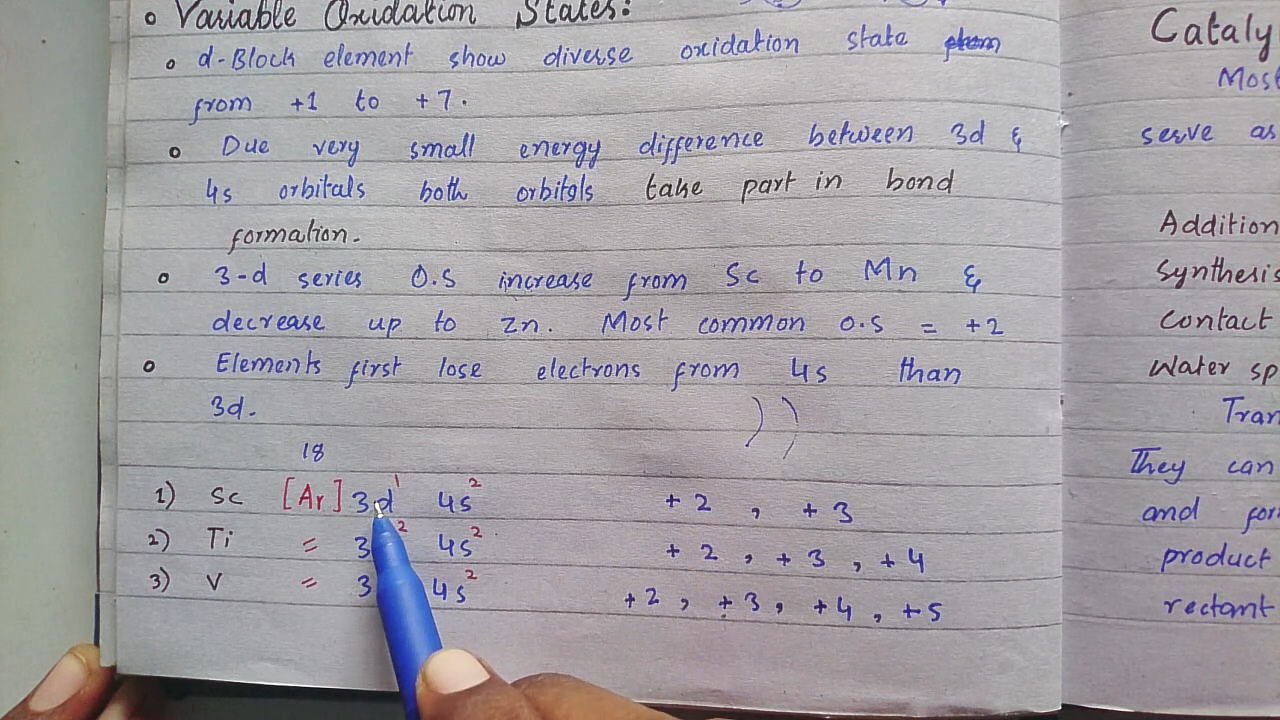 • Variable Oxidation States:
• d-Block element show diverse oxidation state
from +1 to +7.
• Due very small energy difference between 3d &
4s orbitals both orbitals take part in bond
formation.
• 3-d series O.S increase from Sc to Mn &
decrease up to Zn. Most common O.S = +2
• Elements first lose electrons from 4s than
3d.
18
1) Sc [Ar] 3d¹ 4s² +2, +3
2) Ti = 3 ² 4s² +2, +3, +4
3) V = 3 4s² +2, +3, +4, +5
Cataly
Most
serve as
Addition
Synthesis
Contact
Water sp
Tran
They can
and for
product
rectant